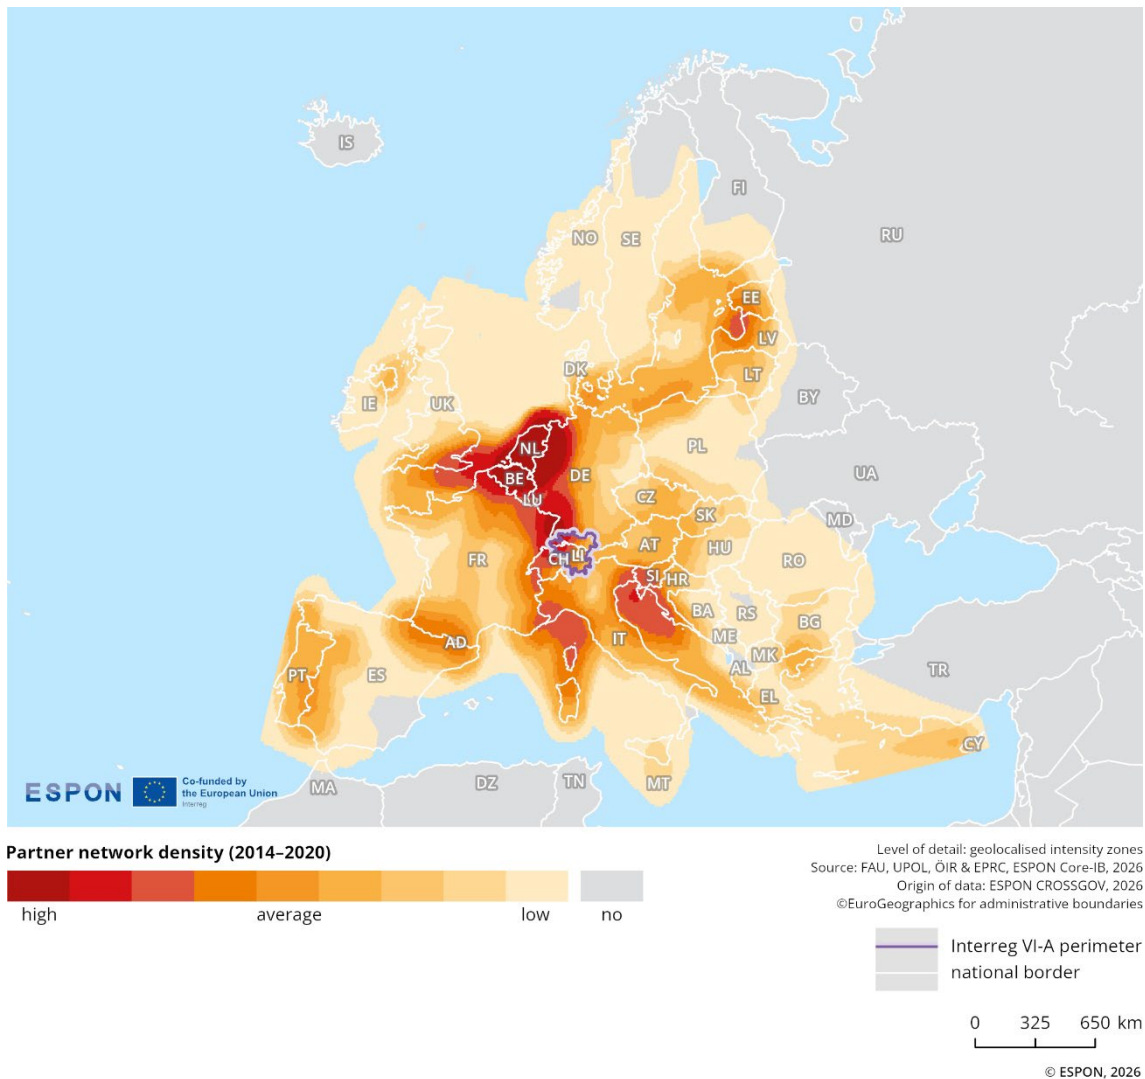 IS
FI
NO
SE
RU
EE
LV
DK
LT
BY
IE
UK
NL
PL
BE
DE
UA
LU
CZ
SK
MD
AT
HU
FR
CH
LI
RO
SI
HR
BA
RS
BG
AD
IT
ME
MK
AL
TR
PT
ES
EL
CY
MA
DZ
TN
MT
ESPON
Co-funded by
the European Union
Interreg
Partner network density (2014–2020)
high
average
low
no
Level of detail: geolocalised intensity zones
Source: FAU, UPOL, ÖIR & EPRC, ESPON Core-IB, 2026
Origin of data: ESPON CROSSGOV, 2026
©EuroGeographics for administrative boundaries
Interreg VI-A perimeter
national border
0 325 650 km
© ESPON, 2026